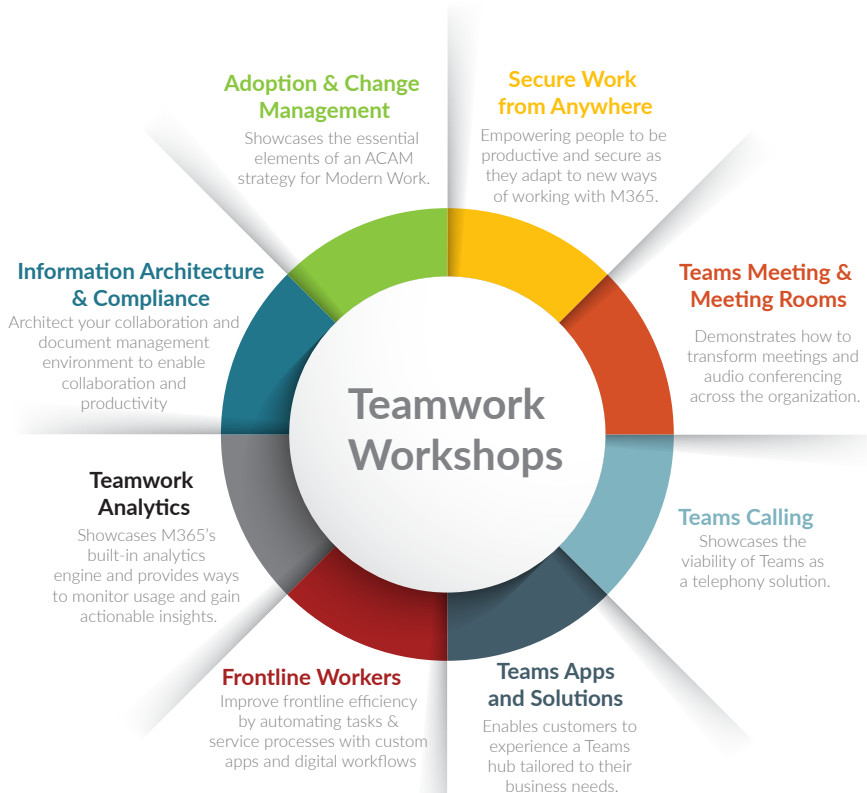 Adoption & Change
Management
Showcases the essential
elements of an ACAM
strategy for Modern Work.
Secure Work
from Anywhere
Empowering people to be
productive and secure as
they adapt to new ways
of working with M365.
Information Architecture
& Compliance
Architect your collaboration and
document management
environment to enable
collaboration and
productivity
Teams Meeting &
Meeting Rooms
Demonstrates how to
transform meetings and
audio conferencing
across the organization.
Teamwork
Workshops
Teamwork
Analytics
Showcases M365's
built-in analytics
engine and provides ways
to monitor usage and gain
actionable insights.
Teams Calling
Showcases the
viability of Teams as
a telephony solution.
Frontline Workers
Improve frontline efficiency
by automating tasks &
service processes with custom
apps and digital workflows
Teams Apps
and Solutions
Enables customers to
experience a Teams
hub tailored to their
business needs.